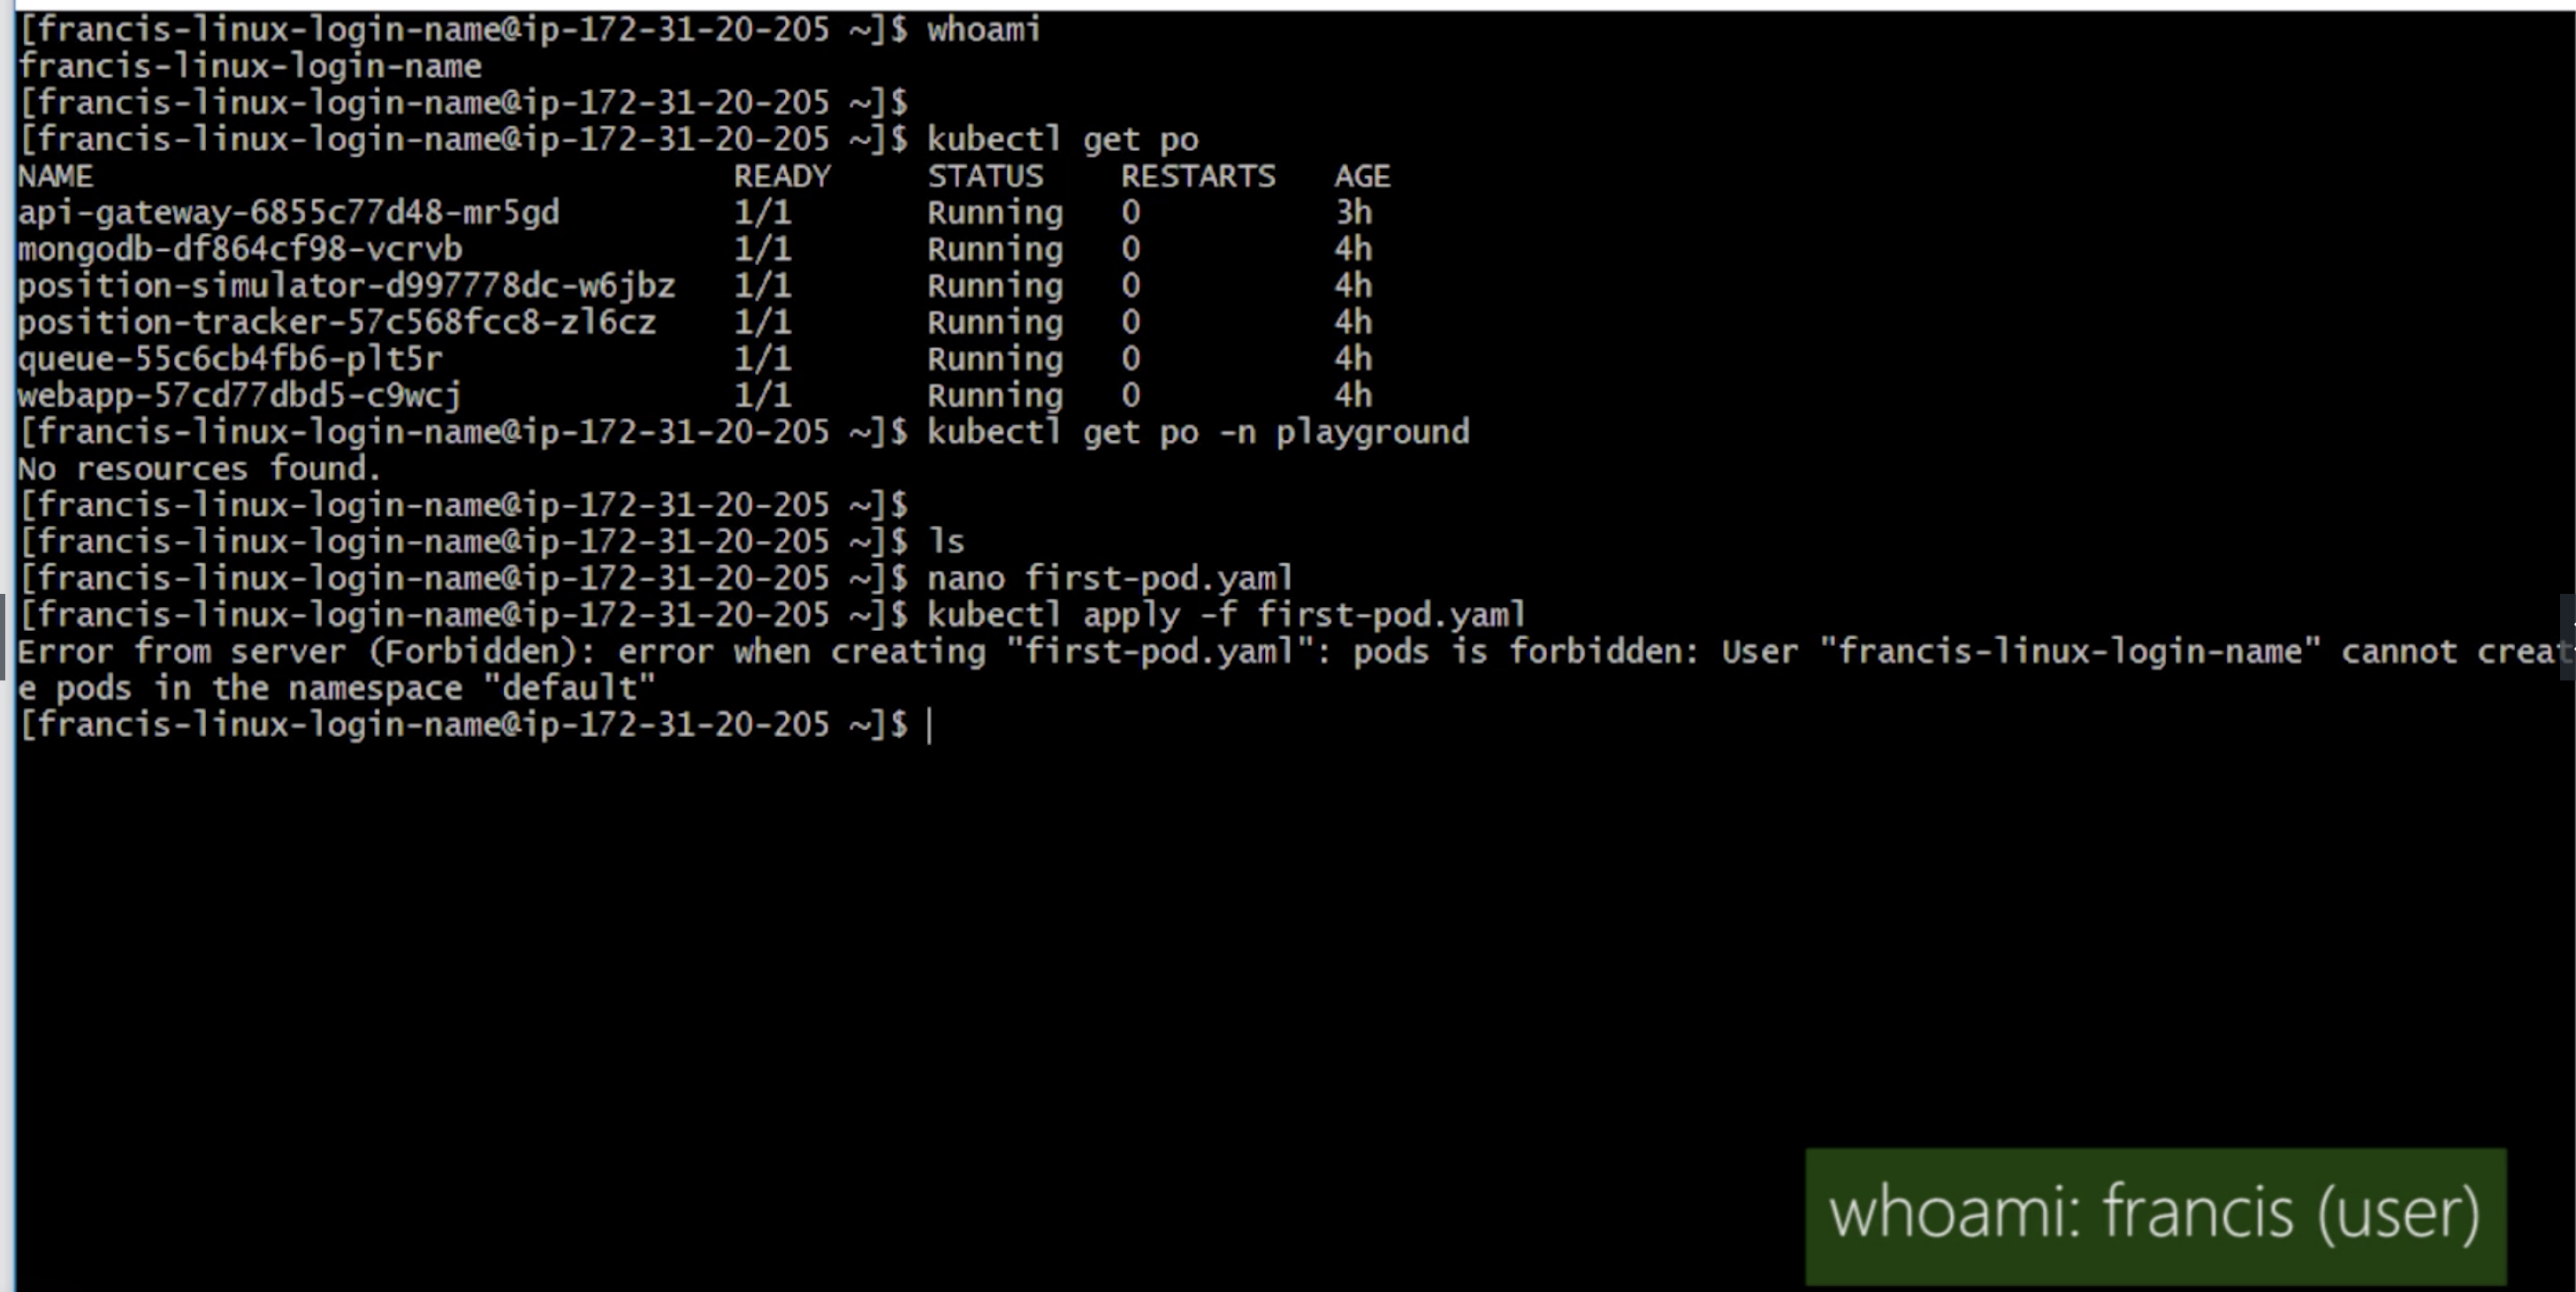 [francis-linux-login-name@ip-172-31-20-205 ~]$ whoami
francis-linux-login-name
[francis-linux-login-name@ip-172-31-20-205 ~]$
[francis-linux-login-name@ip-172-31-20-205 ~]$ kubectl get po
NAME READY STATUS RESTARTS AGE
api-gateway-6855c77d48-mr5gd 1/1 Running 0 3h
mongodb-df864cf98-vcrvb 1/1 Running 0 4h
position-simulator-d997778dc-w6jbz 1/1 Running 0 4h
position-tracker-57c568fcc8-zl6cz 1/1 Running 0 4h
queue-55c6cb4fb6-plt5r 1/1 Running 0 4h
webapp-57cd77dbd5-c9wcj 1/1 Running 0 4h
[francis-linux-login-name@ip-172-31-20-205 ~]$ kubectl get po -n playground
No resources found.
[francis-linux-login-name@ip-172-31-20-205 ~]$
[francis-linux-login-name@ip-172-31-20-205 ~]$ ls
[francis-linux-login-name@ip-172-31-20-205 ~]$ nano first-pod.yaml
[francis-linux-login-name@ip-172-31-20-205 ~]$ kubectl apply -f first-pod.yaml
Error from server (Forbidden): error when creating "first-pod.yaml": pods is forbidden: User "francis-linux-login-name" cannot creat
e pods in the namespace "default"
[francis-linux-login-name@ip-172-31-20-205 ~]$
whoami: francis (user)